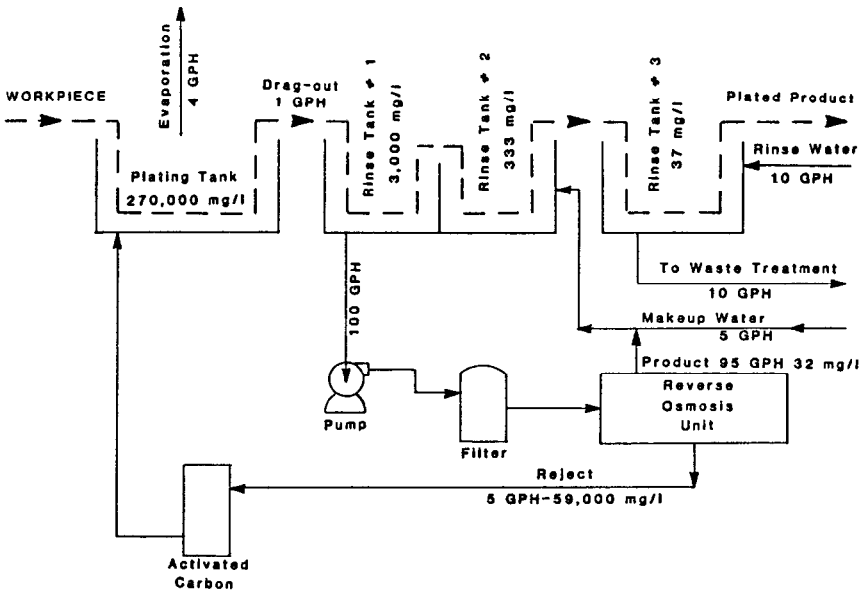 WORKPIECE
Evaporation
4 GPH
Drag-out
1 GPH
Plating Tank
270,000 mg/l
Rinse Tank # 1
3,000 mg/l
Rinse Tank # 2
333 mg/l
Rinse Tank # 3
37 mg/l
Plated Product
Rinse Water
10 GPH
To Waste Treatment
10 GPH
Makeup Water
5 GPH
100 GPH
Product 95 GPH 32 mg/l
Reverse
Osmosis
Unit
Pump
Filter
Reject
5 GPH-59,000 mg/l
Activated
Carbon